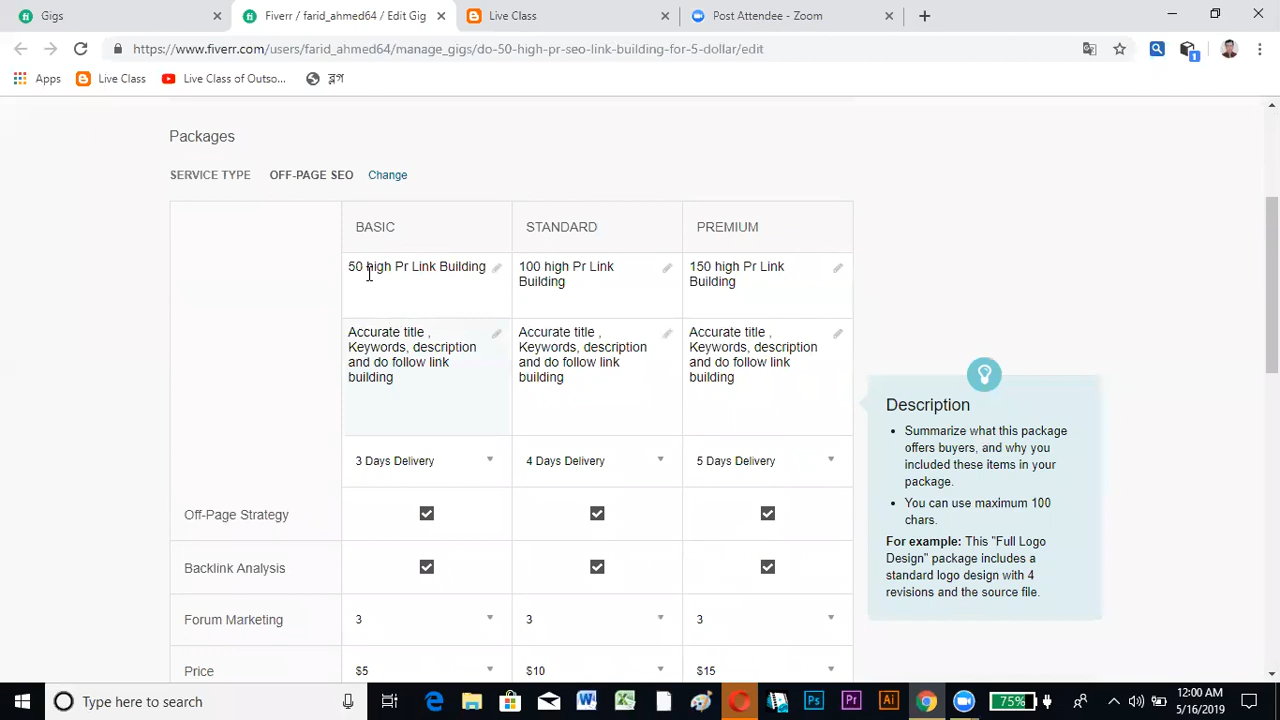 Gigs
Fiverr / farid_ahmed64 / Edit Gig
Live Class
Post Attendee - Zoom
https://www.fiverr.com/users/farid_ahmed64/manage_gigs/do-50-high-pr-seo-link-building-for-5-dollar/edit
1
Apps
Live Class
Live Class of Outso...
ব্লগ
Packages
SERVICE TYPE OFF-PAGE SEO Change
BASIC STANDARD PREMIUM
50 high Pr Link Building
100 high Pr Link
Building
150 high Pr Link
Building
Accurate title ,
Keywords, description
and do follow link
building
Accurate title ,
Keywords, description
and do follow link
building
Accurate title ,
Keywords, description
and do follow link
building
3 Days Delivery 4 Days Delivery 5 Days Delivery
Off-Page Strategy
Backlink Analysis
Forum Marketing 3 3 3
Price $5 $10 $15
Description
Summarize what this package
offers buyers, and why you
included these items in your
package.
You can use maximum 100
chars.
For example: This "Full Logo
Design" package includes a
standard logo design with 4
revisions and the source file.
Type here to search
Ps
Pr
Ai
75%
12:00 AM
5/16/2019